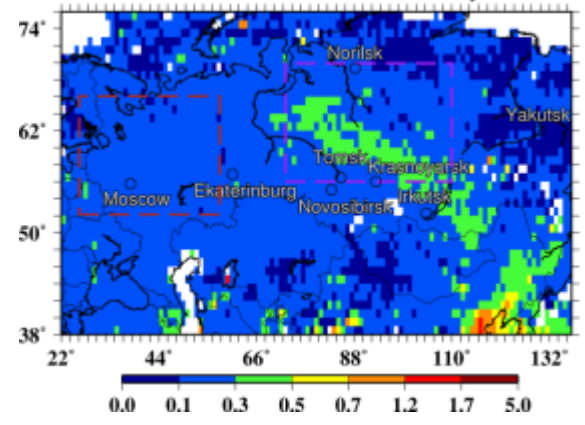 74°
Norilsk
62°
Yakutsk
Tomsk
Krasnoyarsk
Moscow
Ekaterinburg
Novosibirsk
Irkutsk
50°
38°
22° 44° 66° 88° 110° 132°
0.0 0.1 0.3 0.5 0.7 1.2 1.7 5.0